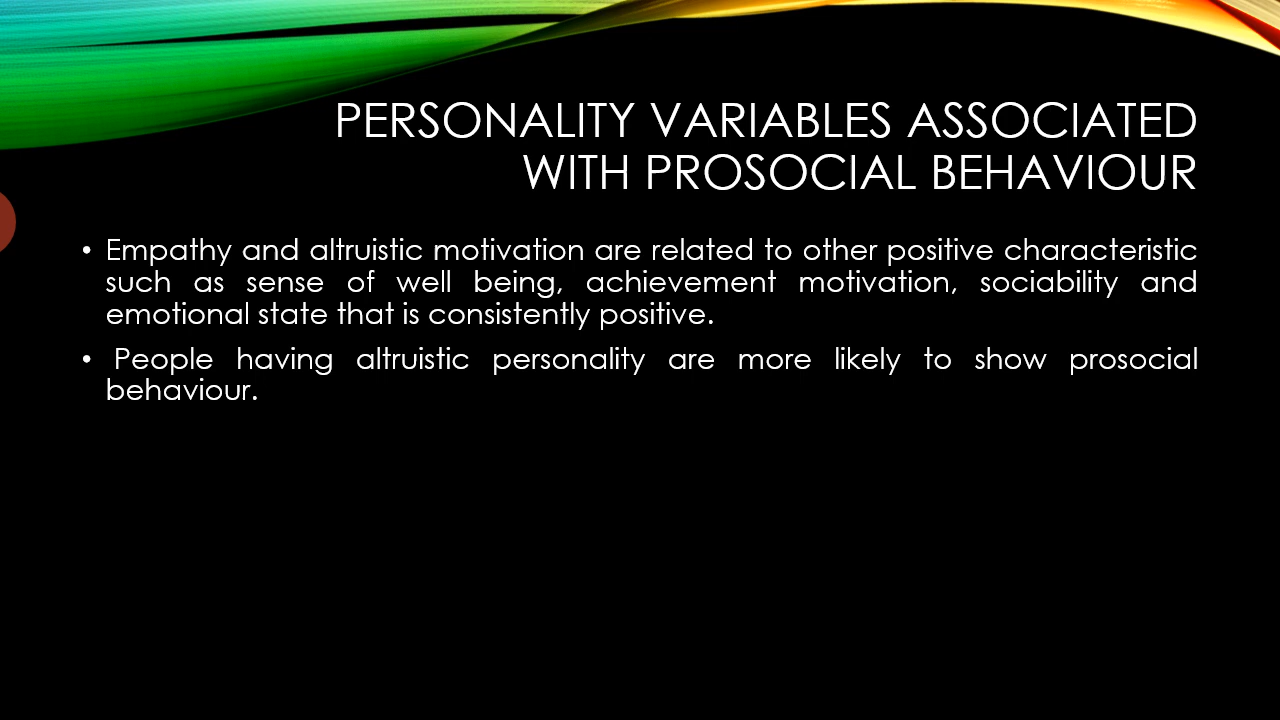 PERSONALITY VARIABLES ASSOCIATED
WITH PROSOCIAL BEHAVIOUR
• Empathy and altruistic motivation are related to other positive characteristic
such as sense of well being, achievement motivation, sociability and
emotional state that is consistently positive.
• People having altruistic personality are more likely to show prosocial
behaviour.